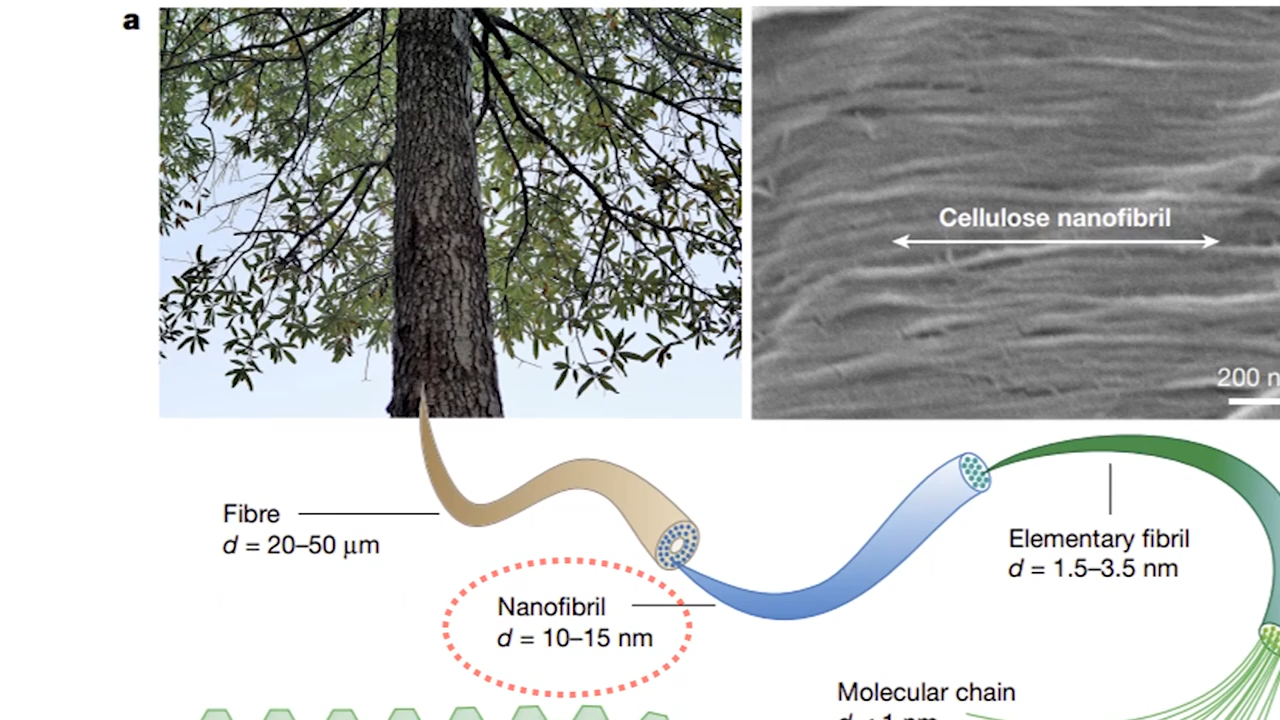 a
Cellulose nanofibril
200 n
Fibre
d = 20–50 μm
Nanofibril
d = 10–15 nm
Elementary fibril
d = 1.5–3.5 nm
Molecular chain